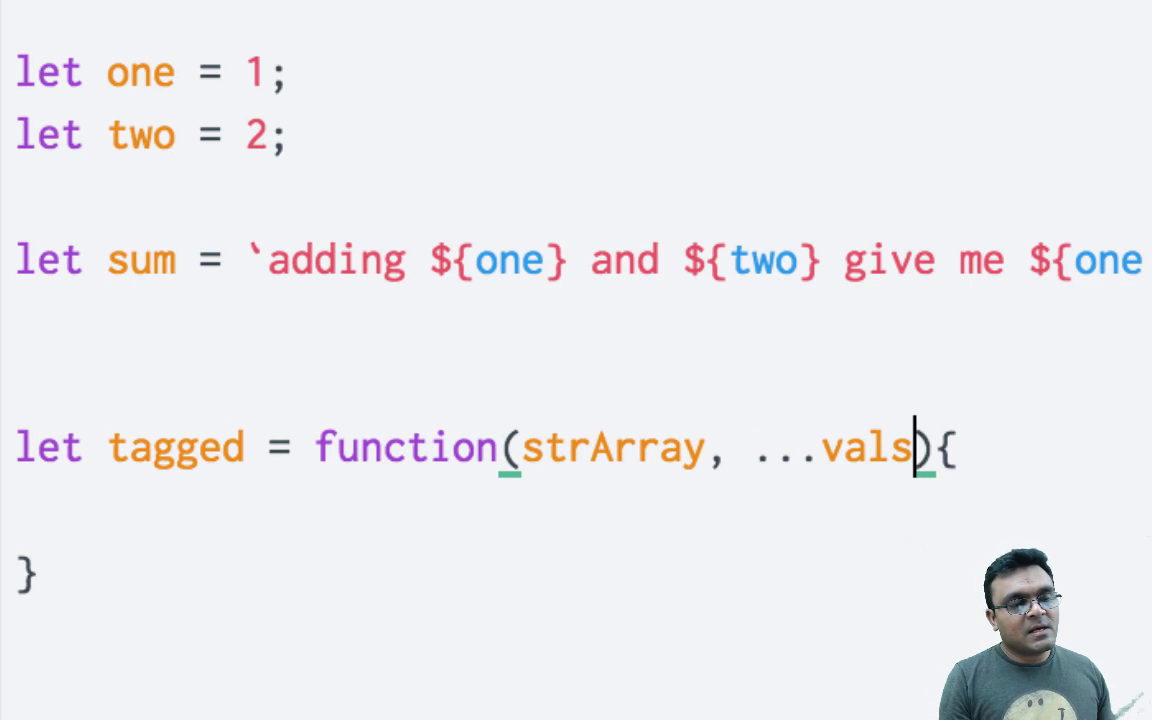 let one = 1;
let two = 2;
let sum = `adding ${one} and ${two} give me ${one
let tagged = function(strArray, ...vals){
}